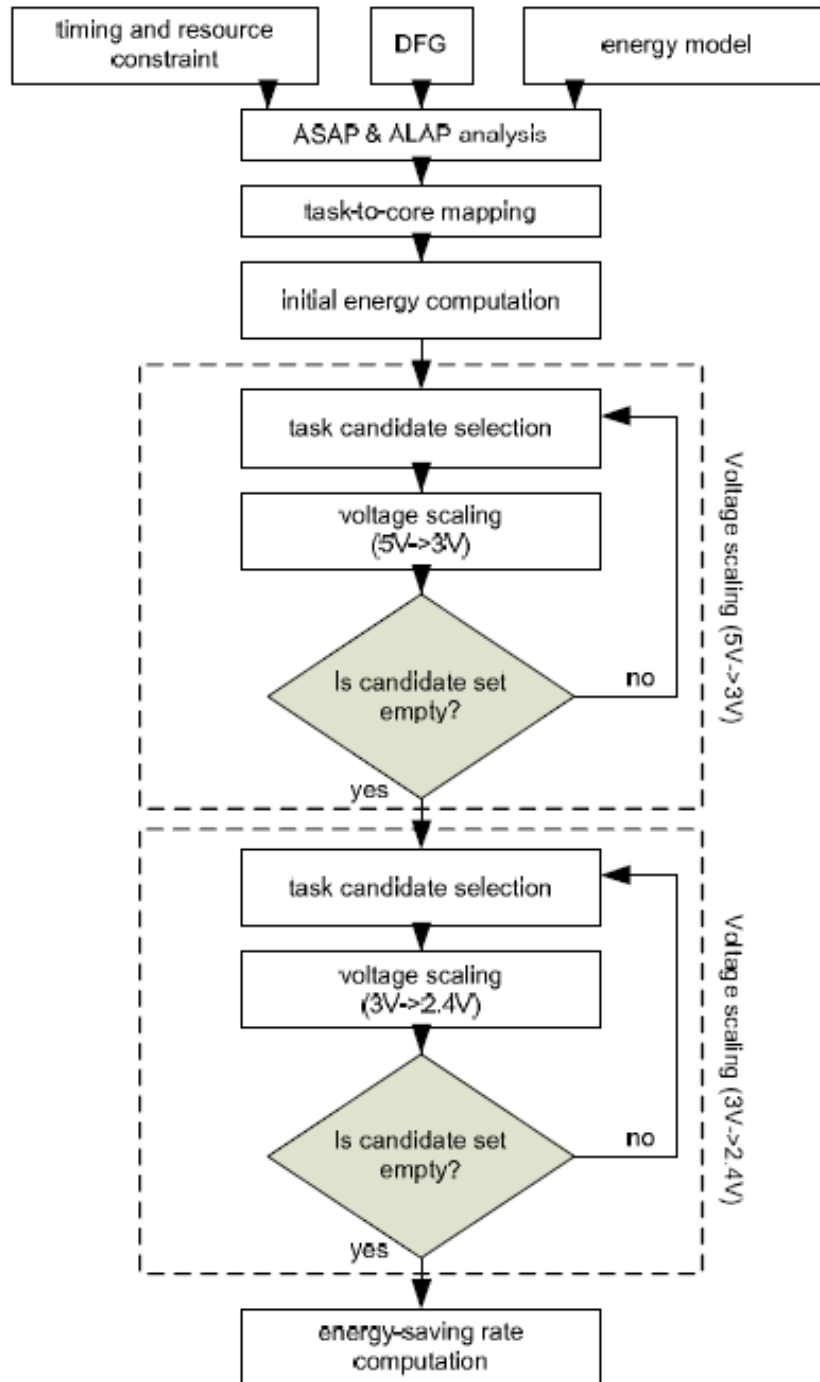 timing and resource
constraint
DFG
energy model
ASAP & ALAP analysis
task-to-core mapping
initial energy computation
task candidate selection
voltage scaling
(5V->3V)
Is candidate set
empty?
no
yes
Voltage scaling (5V->3V)
task candidate selection
voltage scaling
(3V->2.4V)
Is candidate set
empty?
no
yes
Voltage scaling (3V->2.4V)
energy-saving rate
computation